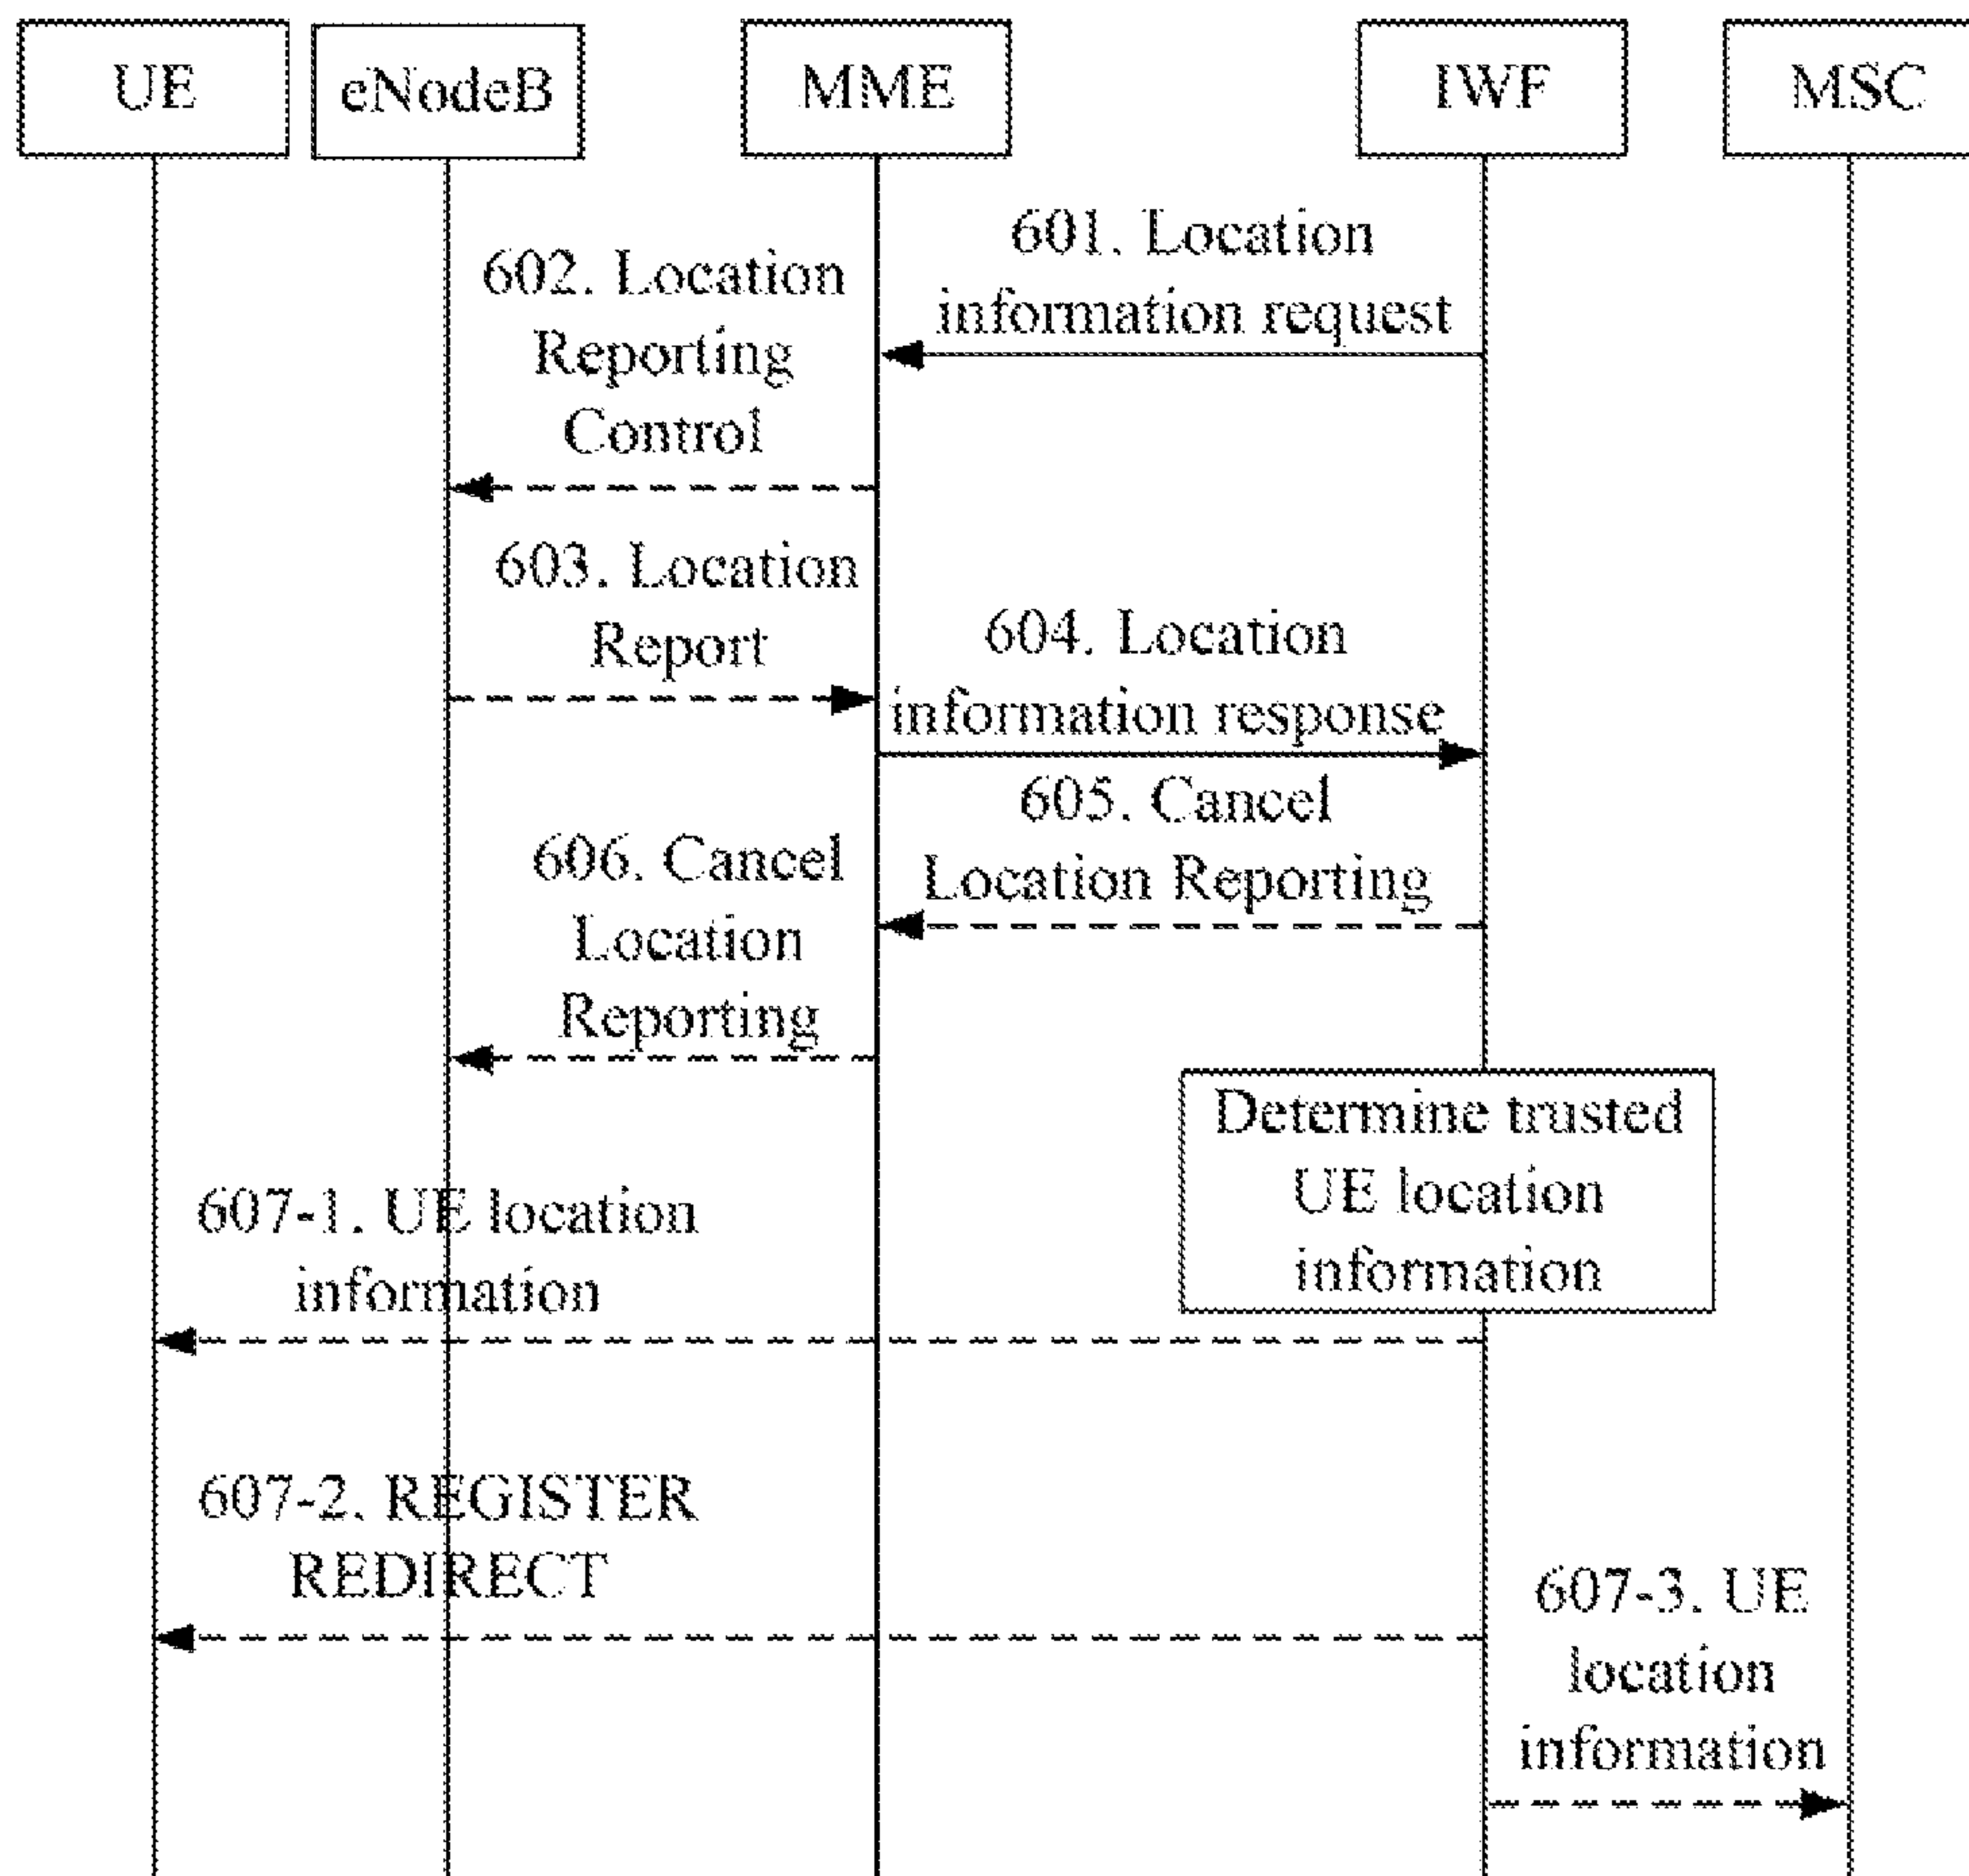 UE
eNodeB
MME
IWF
MSC
601. Location
information request
602. Location
Reporting
Control
603. Location
Report
604. Location
information response
605. Cancel
Location Reporting
606. Cancel
Location
Reporting
Determine trusted
UE location
information
607-1. UE location
information
607-2. REGISTER
REDIRECT
607-3. UE
location
information